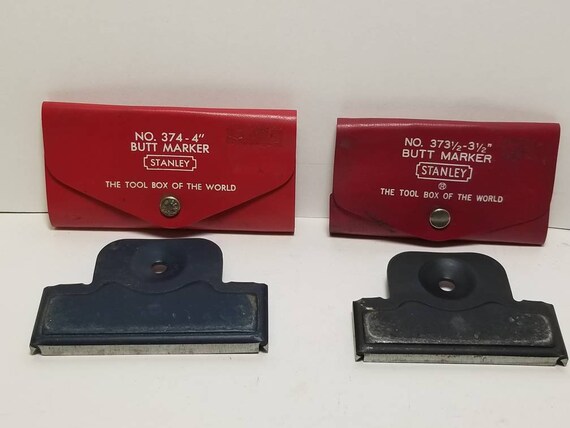 NO. 374-4"
BUTT MARKER
STANLEY
THE TOOL BOX OF THE WORLD
NO. 373½-3½"
BUTT MARKER
STANLEY
®
THE TOOL BOX OF THE WORLD